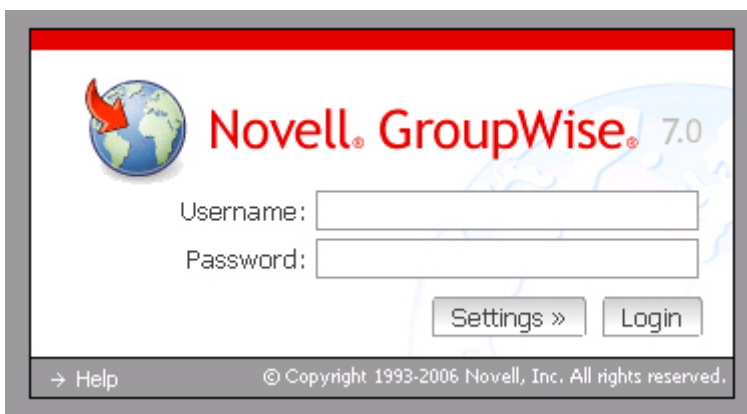 Novell® GroupWise® 7.0
Username:
Password:
Settings » Login
→ Help © Copyright 1993-2006 Novell, Inc. All rights reserved.